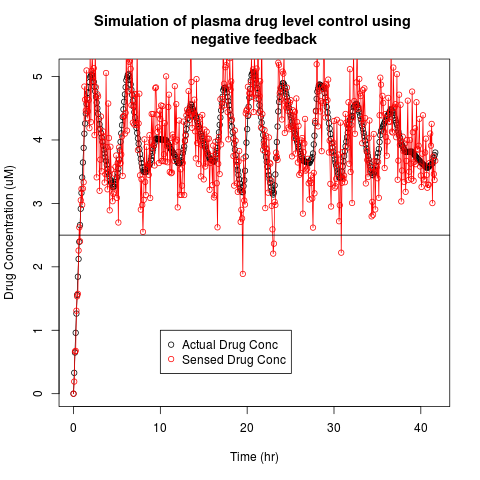 Simulation of plasma drug level control using
negative feedback
Drug Concentration (uM)
5
4
3
2
1
0
Actual Drug Conc
Sensed Drug Conc
0 10 20 30 40
Time (hr)